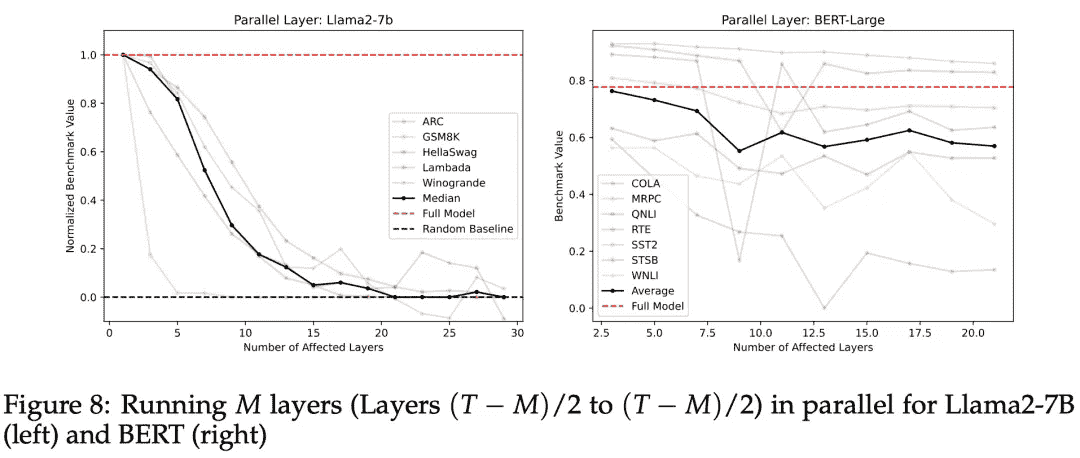 Parallel Layer: Llama2-7b
Normalized Benchmark Value
1.0
0.8
0.6
0.4
0.2
0.0
ARC
GSM8K
HellaSwag
Lambada
Winogrande
Median
Full Model
Random Baseline
0 5 10 15 20 25 30
Number of Affected Layers
Parallel Layer: BERT-Large
Benchmark Value
0.8
0.6
0.4
0.2
0.0
COLA
MRPC
QNLI
RTE
SST2
STSB
WNLI
Average
Full Model
2.5 5.0 7.5 10.0 12.5 15.0 17.5 20.0
Number of Affected Layers
Figure 8: Running M layers (Layers (T − M)/2 to (T − M)/2) in parallel for Llama2-7B
(left) and BERT (right)